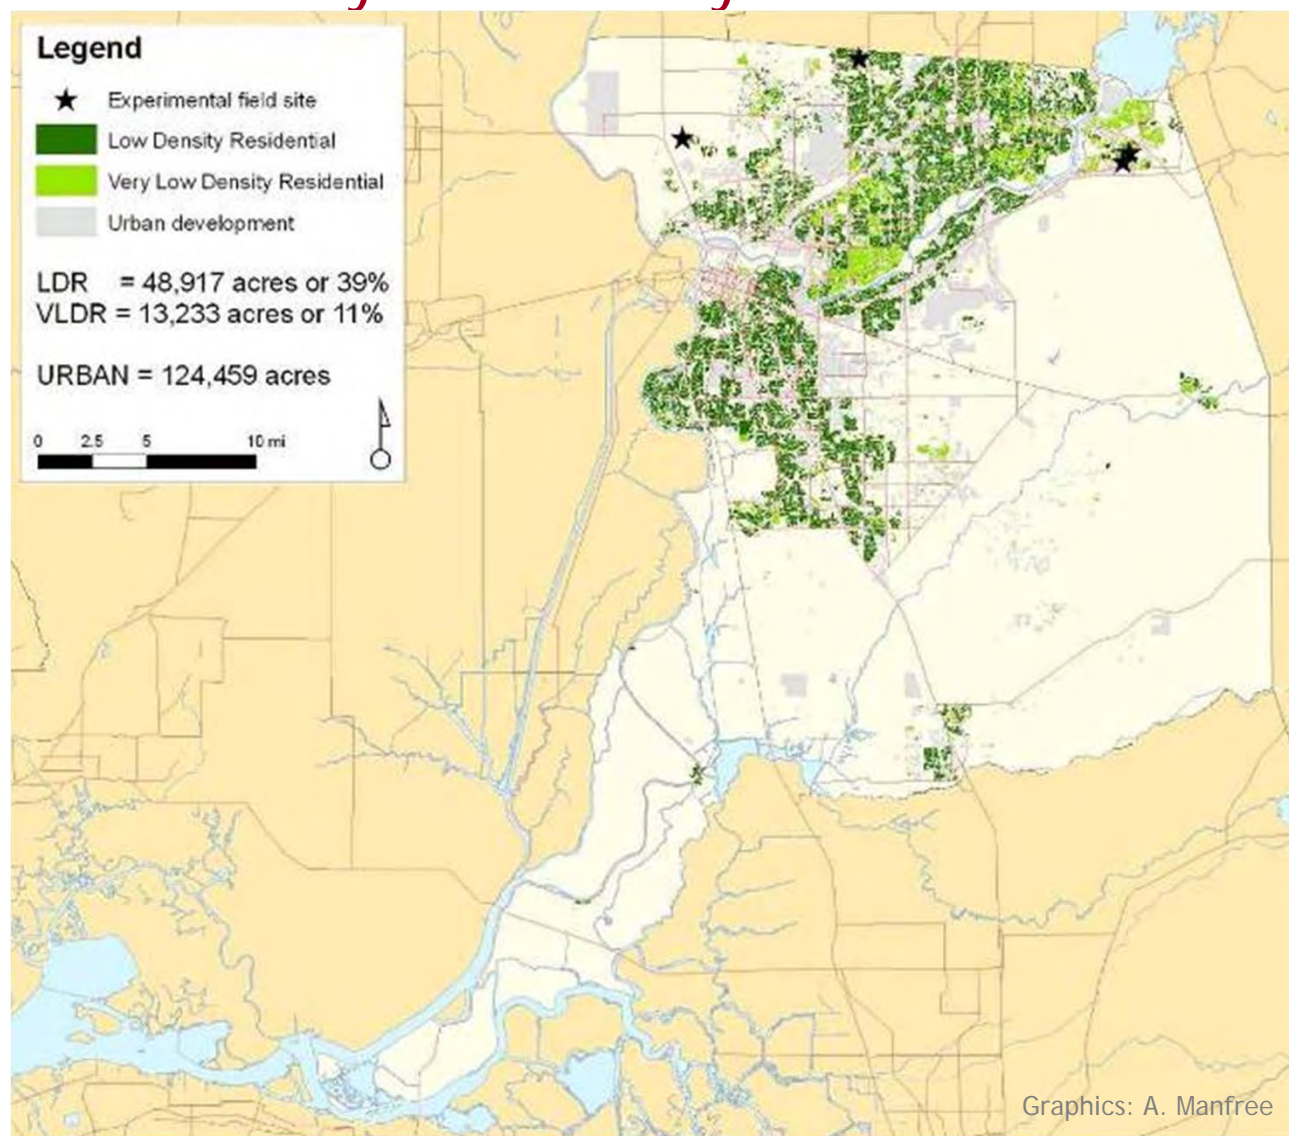 Legend
Experimental field site
Low Density Residential
Very Low Density Residential
Urban development
LDR = 48,917 acres or 39%
VLDR = 13,233 acres or 11%
URBAN = 124,459 acres
0 2.5 5 10 mi
Graphics: A. Manfree